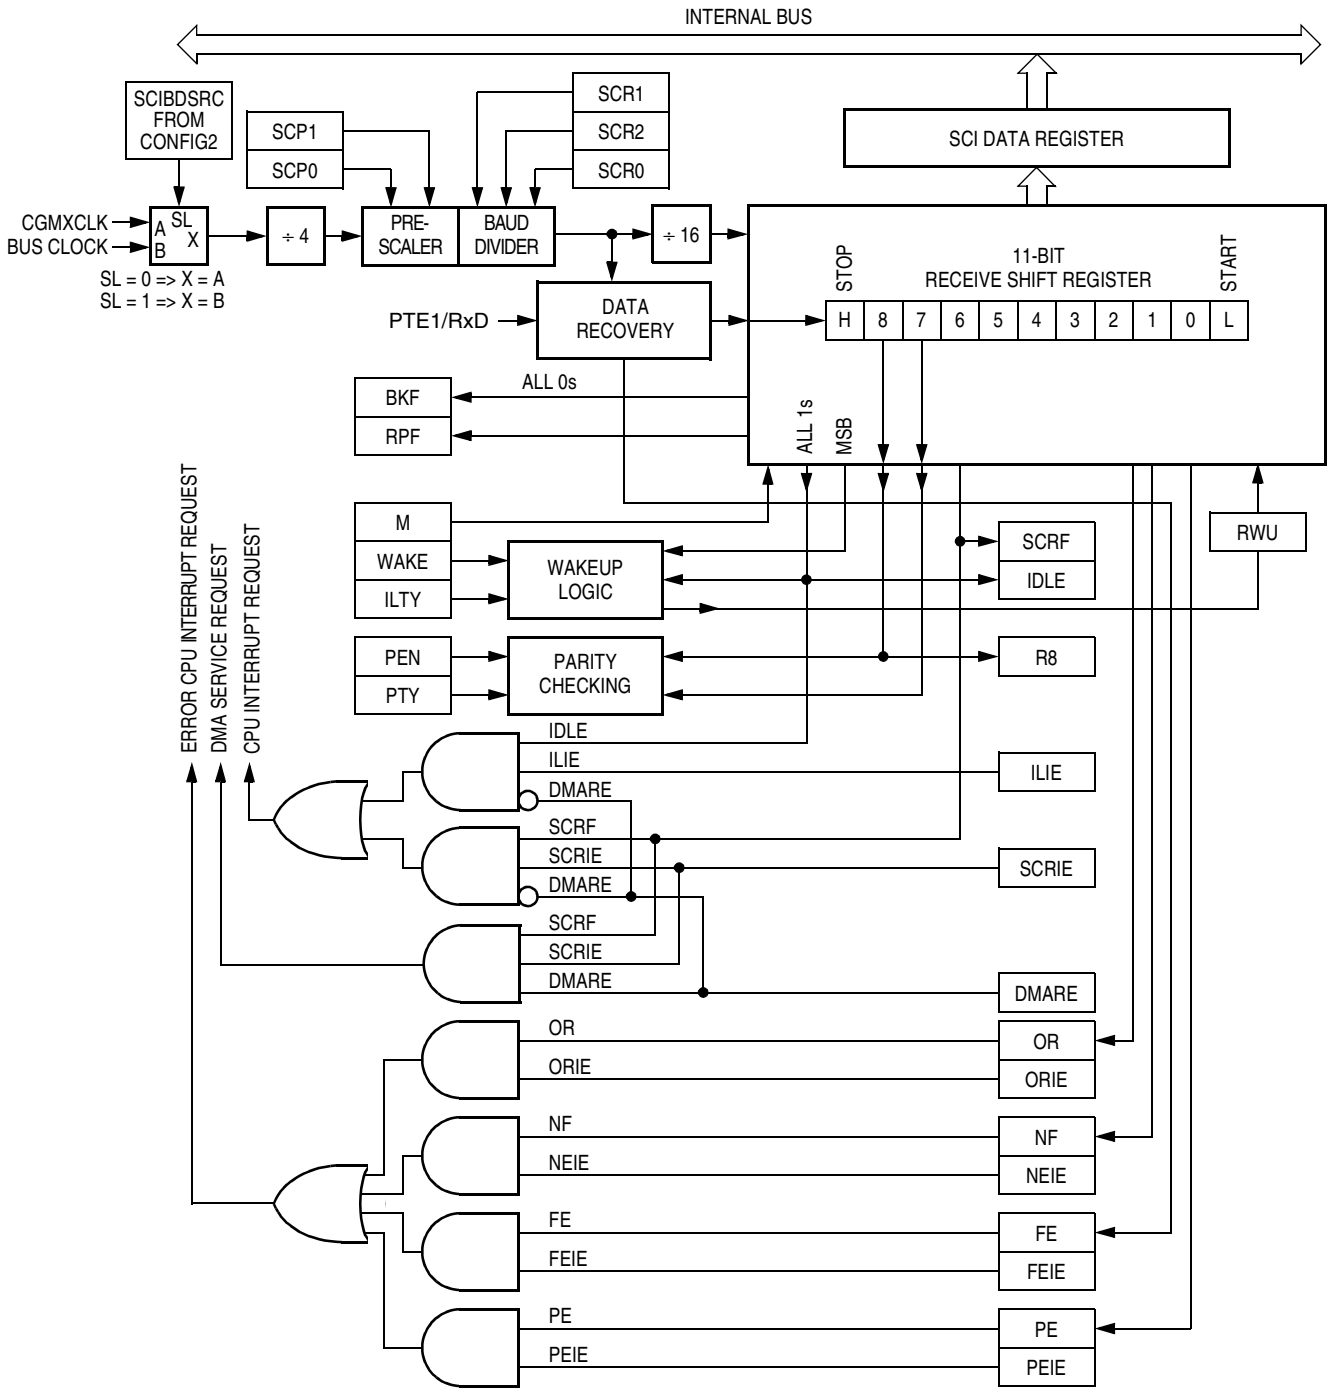 INTERNAL BUS
SCIBDSRC
FROM
CONFIG2
SCP1
SCP0
SCR1
SCR2
SCR0
SCI DATA REGISTER
CGMXCLK
BUS CLOCK
A
B
SL
X
÷ 4
PRE-
SCALER
BAUD
DIVIDER
÷ 16
SL = 0 => X = A
SL = 1 => X = B
STOP
11-BIT
RECEIVE SHIFT REGISTER
START
PTE1/RxD
DATA
RECOVERY
H 8 7 6 5 4 3 2 1 0 L
BKF
RPF
ALL 0s
ALL 1s
MSB
M
WAKE
ILTY
WAKEUP
LOGIC
SCRF
IDLE
RWU
PEN
PTY
PARITY
CHECKING
R8
ERROR CPU INTERRUPT REQUEST
DMA SERVICE REQUEST
CPU INTERRUPT REQUEST
IDLE
ILIE
DMARE
ILIE
SCRF
SCRIE
DMARE
SCRIE
SCRF
SCRIE
DMARE
DMARE
OR
ORIE
OR
ORIE
NF
NEIE
NF
NEIE
FE
FEIE
FE
FEIE
PE
PEIE
PE
PEIE